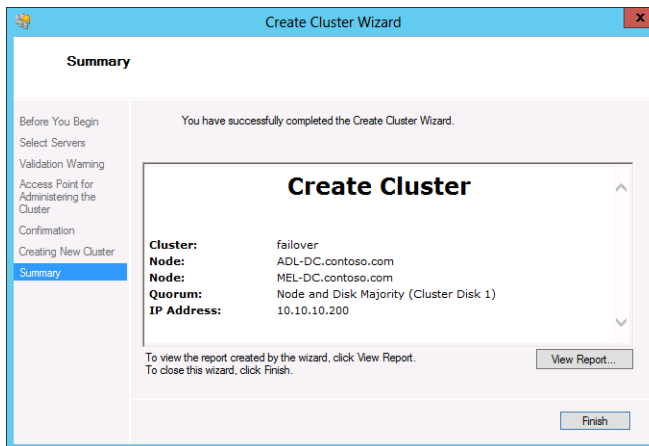 Create Cluster Wizard
x
Summary
Before You Begin
Select Servers
Validation Warning
Access Point for
Administering the
Cluster
Confirmation
Creating New Cluster
Summary
You have successfully completed the Create Cluster Wizard.
Create Cluster
Cluster: failover
Node: ADL-DC.contoso.com
Node: MEL-DC.contoso.com
Quorum: Node and Disk Majority (Cluster Disk 1)
IP Address: 10.10.10.200
To view the report created by the wizard, click View Report.
To close this wizard, click Finish.
View Report...
Finish